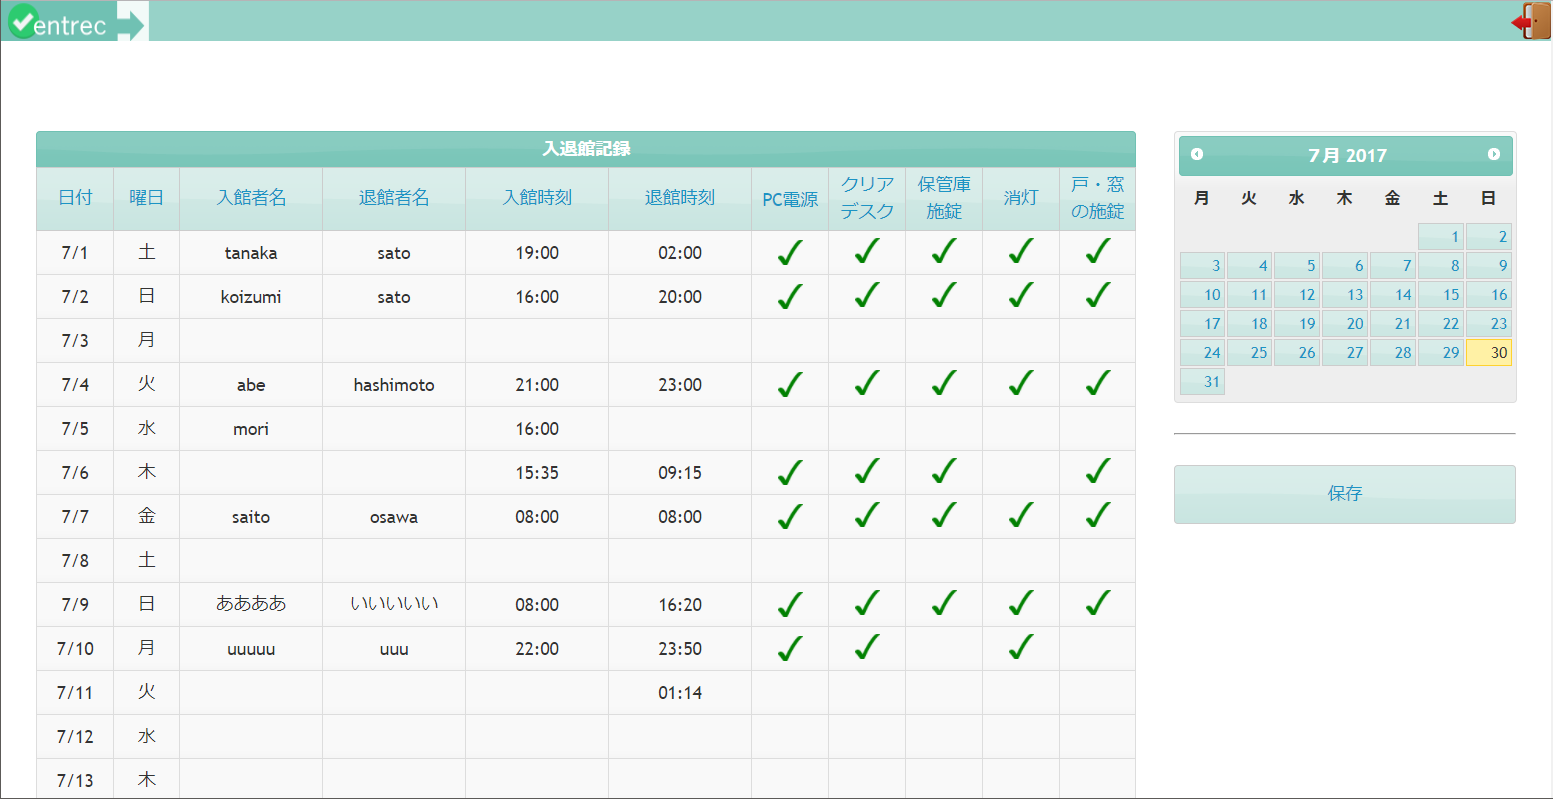 entrec
入退館記録
日付 曜日 入館者名 退館者名 入館時刻 退館時刻 PC電源 クリア 保管庫 消灯 戸・窓
デスク 施錠 の施錠
7/1 土 tanaka sato 19:00 02:00
7/2 日 koizumi sato 16:00 20:00
7/3 月
7/4 火 abe hashimoto 21:00 23:00
7/5 水 mori 16:00
7/6 木 15:35 09:15
7/7 金 saito osawa 08:00 08:00
7/8 土
7/9 日 ああああ いいいいい 08:00 16:20
7/10 月 uuuuu uuu 22:00 23:50
7/11 火 01:14
7/12 水
7/13 木
7月 2017
月 火 水 木 金 土 日
1 2
3 4 5 6 7 8 9
10 11 12 13 14 15 16
17 18 19 20 21 22 23
24 25 26 27 28 29 30
31
保存